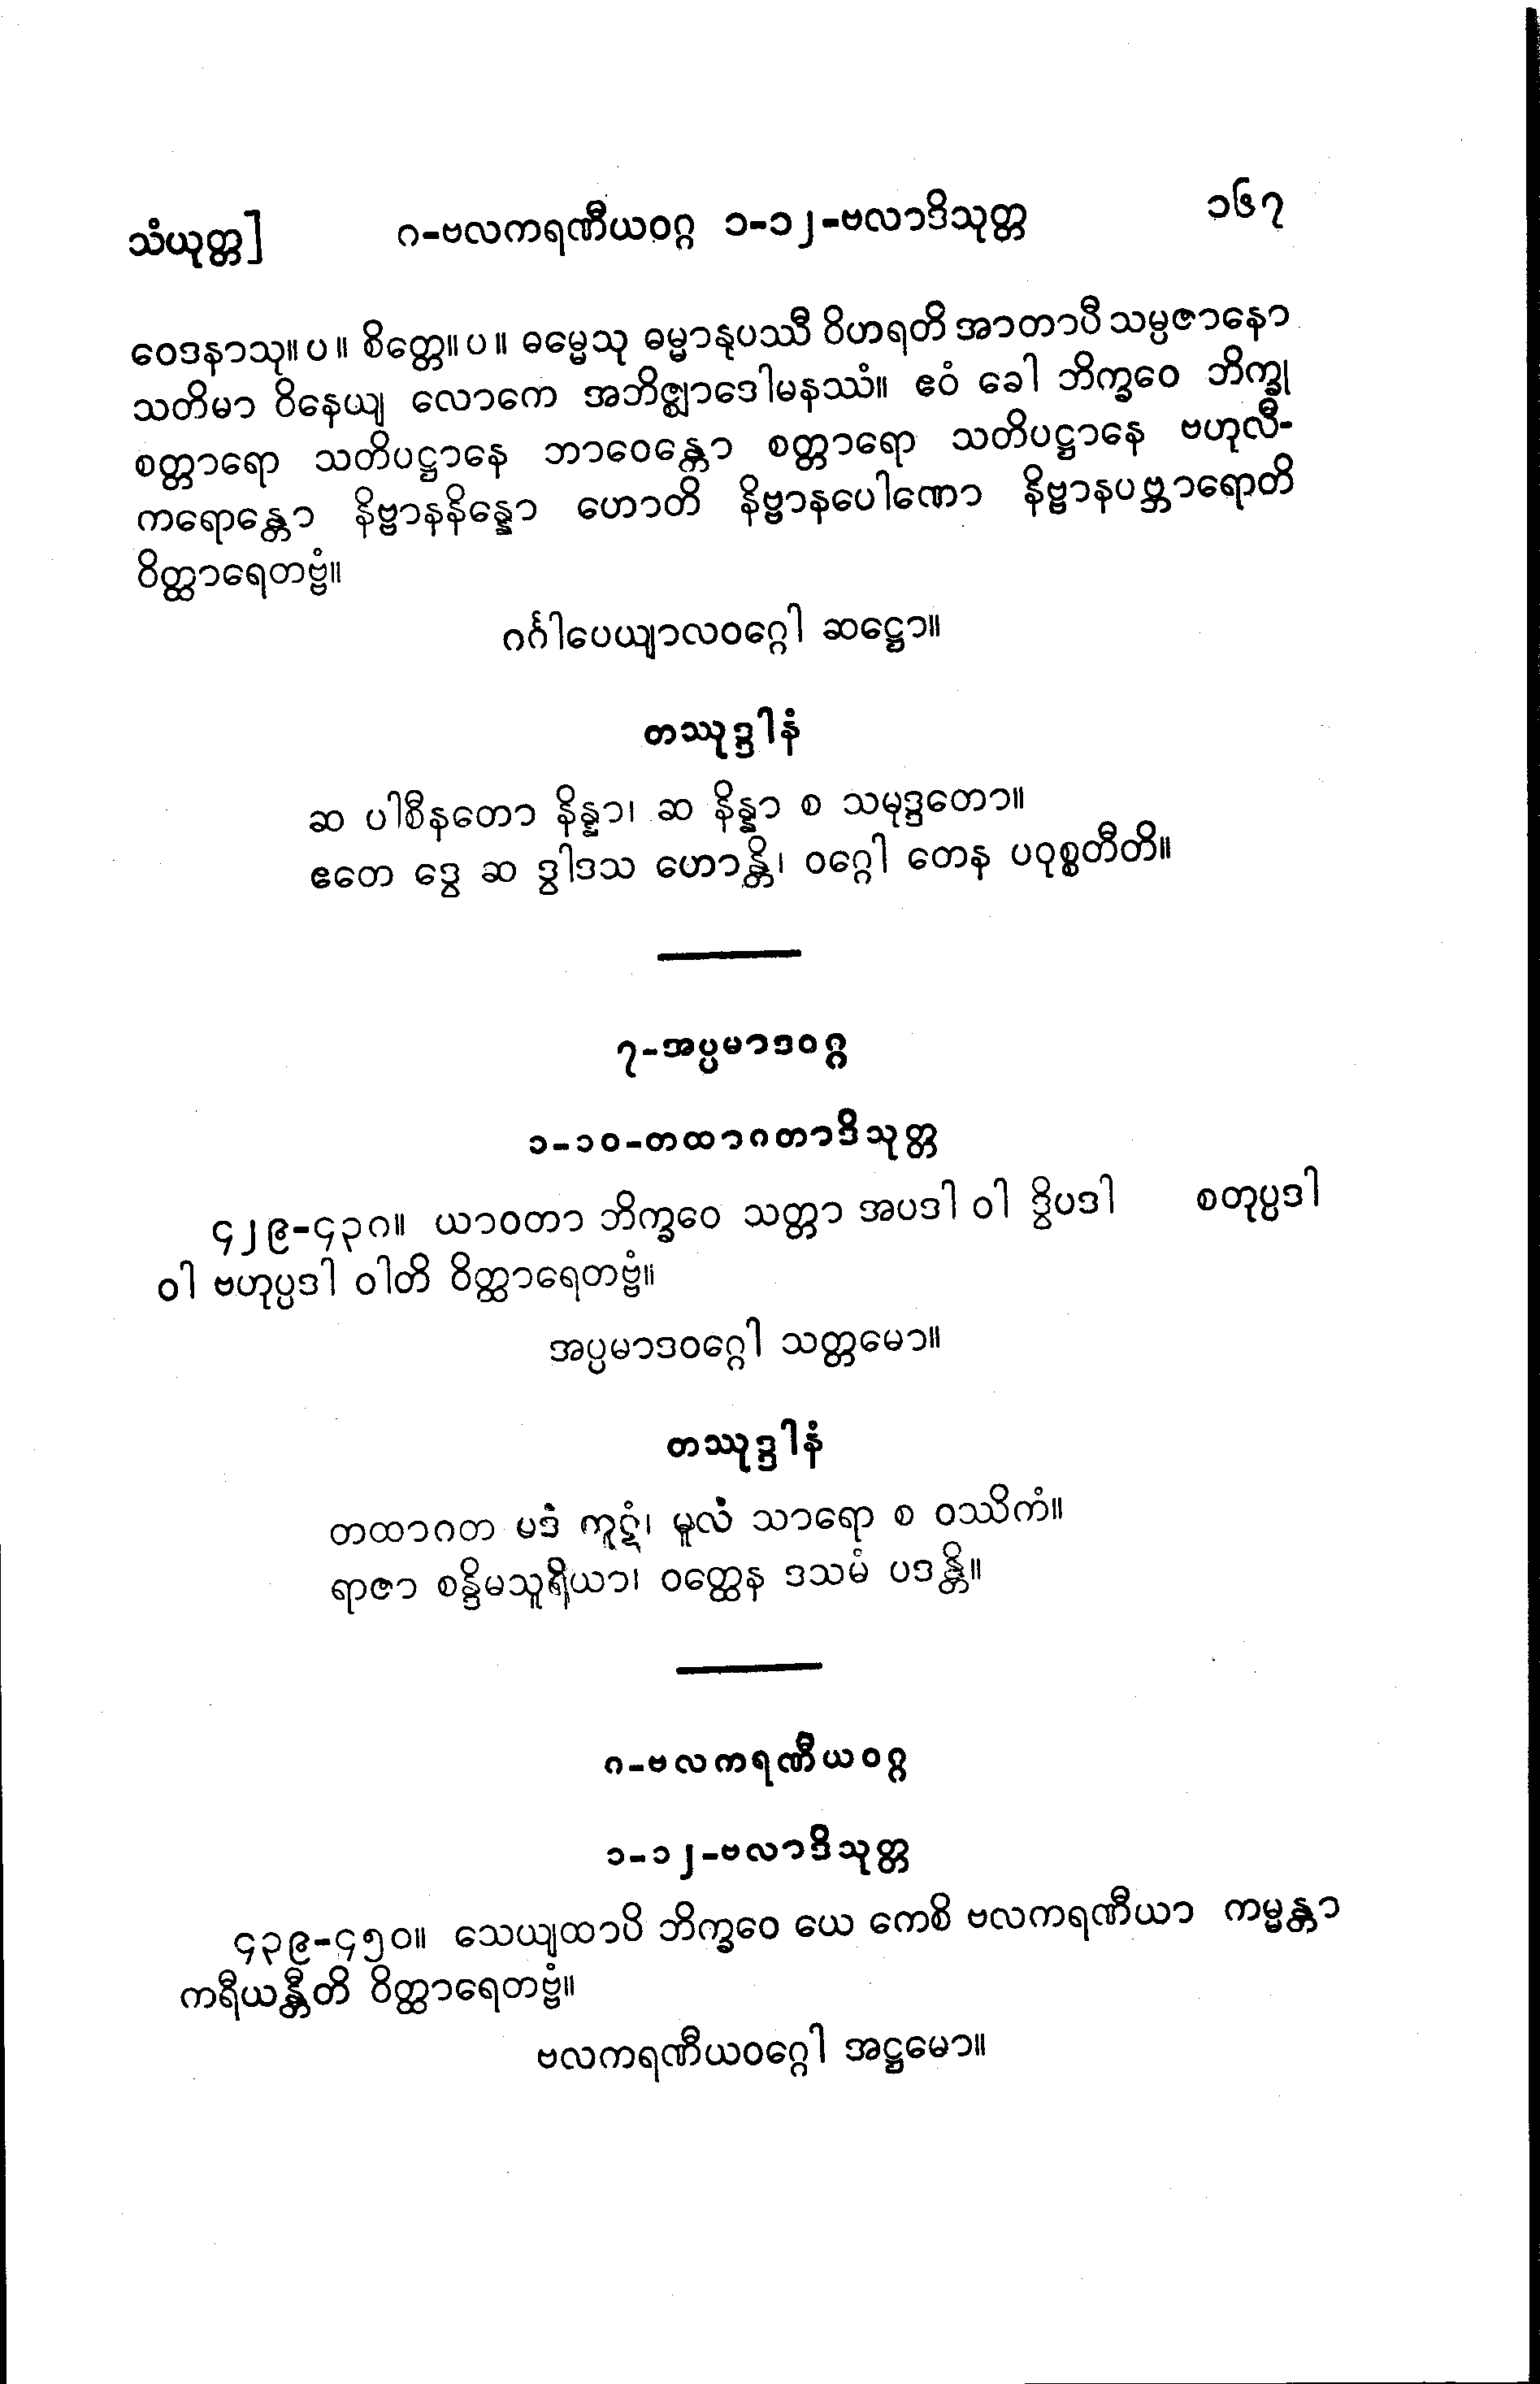 သံယုတ္တ] ဂ-ဗလကရဏီယဝဂ္ဂ ၁-၁၂-ဗလာဒိသုတ္တ ၁၆၇
ဝေဒနာသု။ ပ ။ စိတ္တေ။ ပ ။ ဓမ္မေသု ဓမ္မာနုပဿီ ဝိဟရတိ အာတာပီ သမ္ပဇာနော
သတိမာ ဝိနေယျ လောကေ အဘိဇ္ဈာဒေါမနဿံ။ ဧဝံ ခေါ ဘိက္ခဝေ ဘိက္ခု
စတ္တာရော သတိပဋ္ဌာနေ ဘာဝေန္တော စတ္တာရော သတိပဋ္ဌာနေ ဗဟုလီ-
ကရောန္တော နိဗ္ဗာနနိန္နော ဟောတိ နိဗ္ဗာနပေါဏော နိဗ္ဗာနပဗ္ဘာရောတိ
ဝိတ္ထာရေတဗ္ဗံ။
ဂင်္ဂါပေယျာလဝဂ္ဂေါ ဆဋ္ဌော။
တဿုဒ္ဒါနံ
ဆ ပါစီနတော နိန္နာ၊ ဆ နိန္နာ စ သမုဒ္ဒတော။
ဧတေ ဒွေ ဆ ဒွါဒသ ဟောန္တိ၊ ဝဂ္ဂေါ တေန ပဝုစ္စတီတိ။
၇-အပ္ပမာဒဝဂ္ဂ
၁-၁၀-တထာဂတာဒိသုတ္တ
၄၂၉-၄၃ဂ။ ယာဝတာ ဘိက္ခဝေ သတ္တာ အပဒါ ဝါ ဒွိပဒါ စတုပ္ပဒါ
ဝါ ဗဟုပ္ပဒါ ဝါတိ ဝိတ္ထာရေတဗ္ဗံ။
အပ္ပမာဒဝဂ္ဂေါ သတ္တမော။
တဿုဒ္ဒါနံ
တထာဂတ ပဒံ ကူဋံ၊ မူလံ သာရော စ ဝဿိကံ။
ရာဇာ စန္ဒိမသူရိယာ၊ ဝတ္ထေန ဒသမံ ပဒန္တိ။
ဂ-ဗလကရဏီယဝဂ္ဂ
၁-၁၂-ဗလာဒိသုတ္တ
၄၃၉-၄၅၀။ သေယျထာပိ ဘိက္ခဝေ ယေ ကေစိ ဗလကရဏီယာ ကမ္မန္တာ
ကရီယန္တီတိ ဝိတ္ထာရေတဗ္ဗံ။
ဗလကရဏီယဝဂ္ဂေါ အဋ္ဌမော။